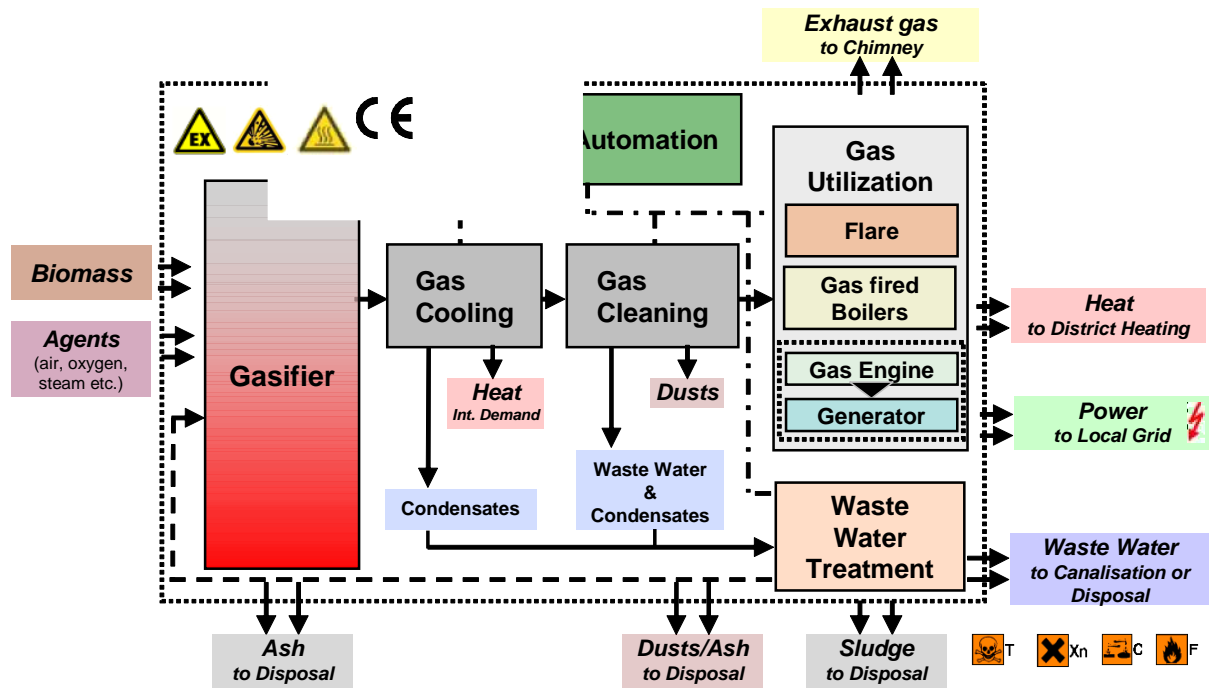 Exhaust gas
to Chimney
EX
CE
Automation
Gas
Utilization
Flare
Gas fired
Boilers
Gas Engine
Generator
Biomass
Agents
(air, oxygen,
steam etc.)
Gasifier
Gas
Cooling
Gas
Cleaning
Heat
Int. Demand
Dusts
Heat
to District Heating
Power
to Local Grid
Condensates
Waste Water
&
Condensates
Waste
Water
Treatment
Waste Water
to Canalisation or
Disposal
Ash
to Disposal
Dusts/Ash
to Disposal
Sludge
to Disposal
T
Xn
C
F